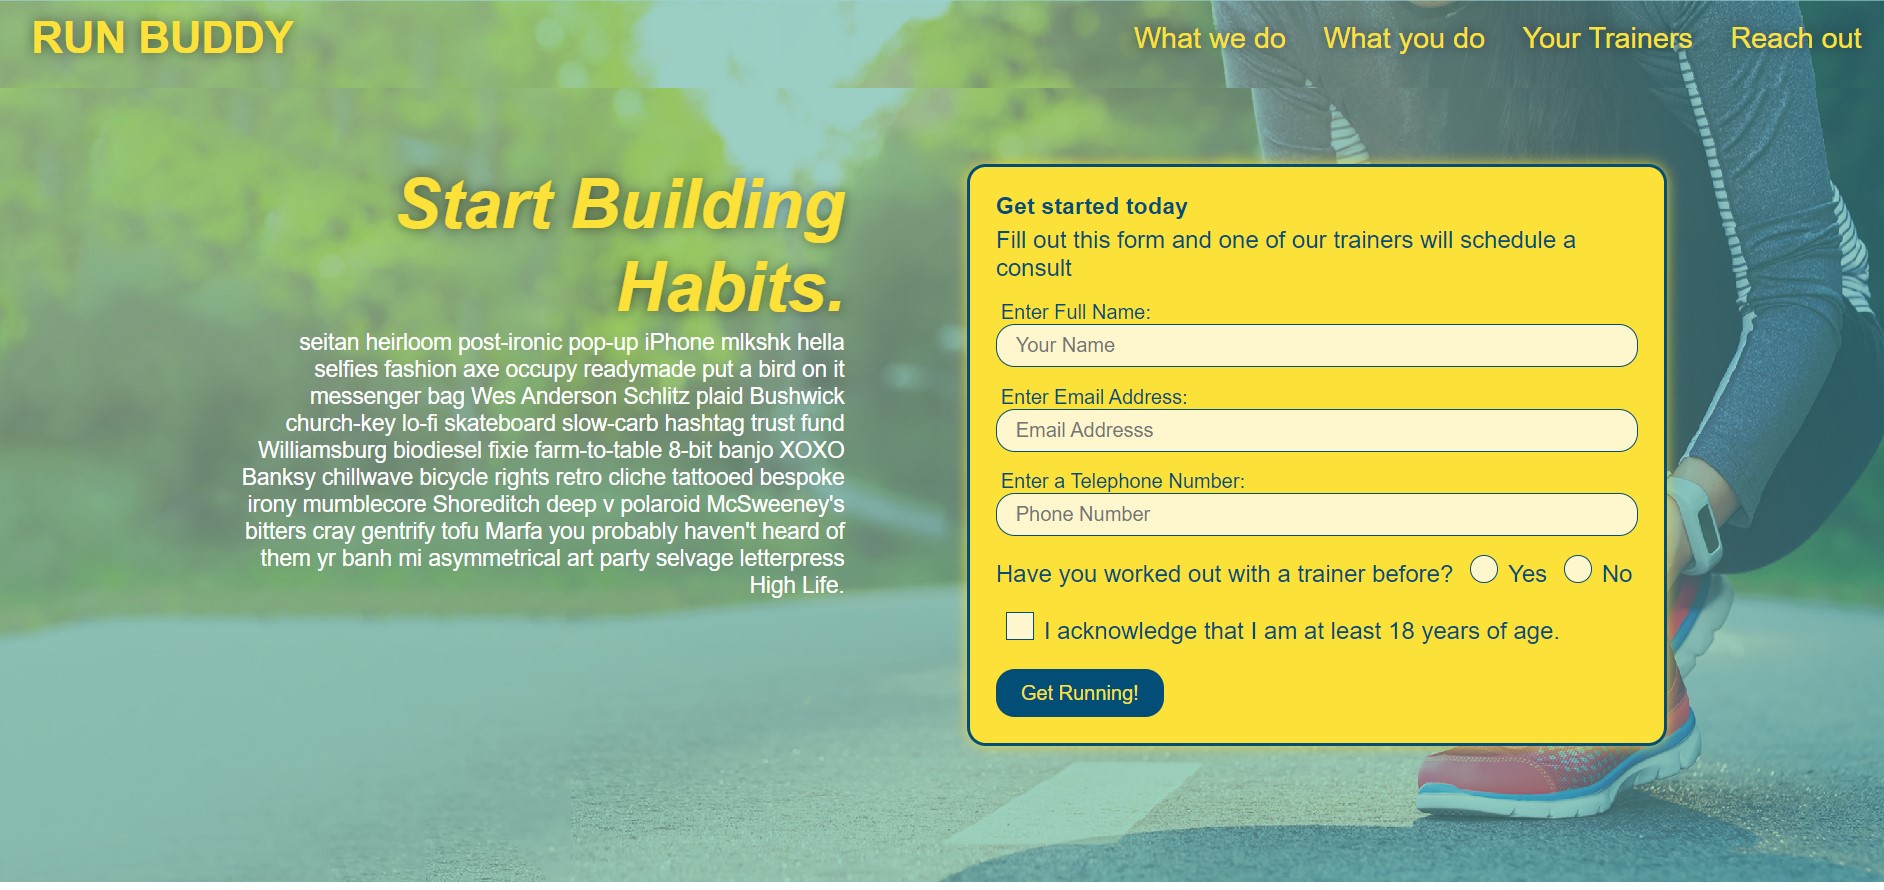 RUN BUDDY
What we do
What you do
Your Trainers
Reach out
Start Building
Habits.
seitan heirloom post-ironic pop-up iPhone mlkshk hella
selfies fashion axe occupy readymade put a bird on it
messenger bag Wes Anderson Schlitz plaid Bushwick
church-key lo-fi skateboard slow-carb hashtag trust fund
Williamsburg biodiesel fixie farm-to-table 8-bit banjo XOXO
Banksy chillwave bicycle rights retro cliche tattooed bespoke
irony mumblecore Shoreditch deep v polaroid McSweeney's
bitters cray gentrify tofu Marfa you probably haven't heard of
them yr banh mi asymmetrical art party selvage letterpress
High Life.
Get started today
Fill out this form and one of our trainers will schedule a
consult
Enter Full Name:
Your Name
Enter Email Address:
Email Addresss
Enter a Telephone Number:
Phone Number
Have you worked out with a trainer before? Yes No
I acknowledge that I am at least 18 years of age.
Get Running!